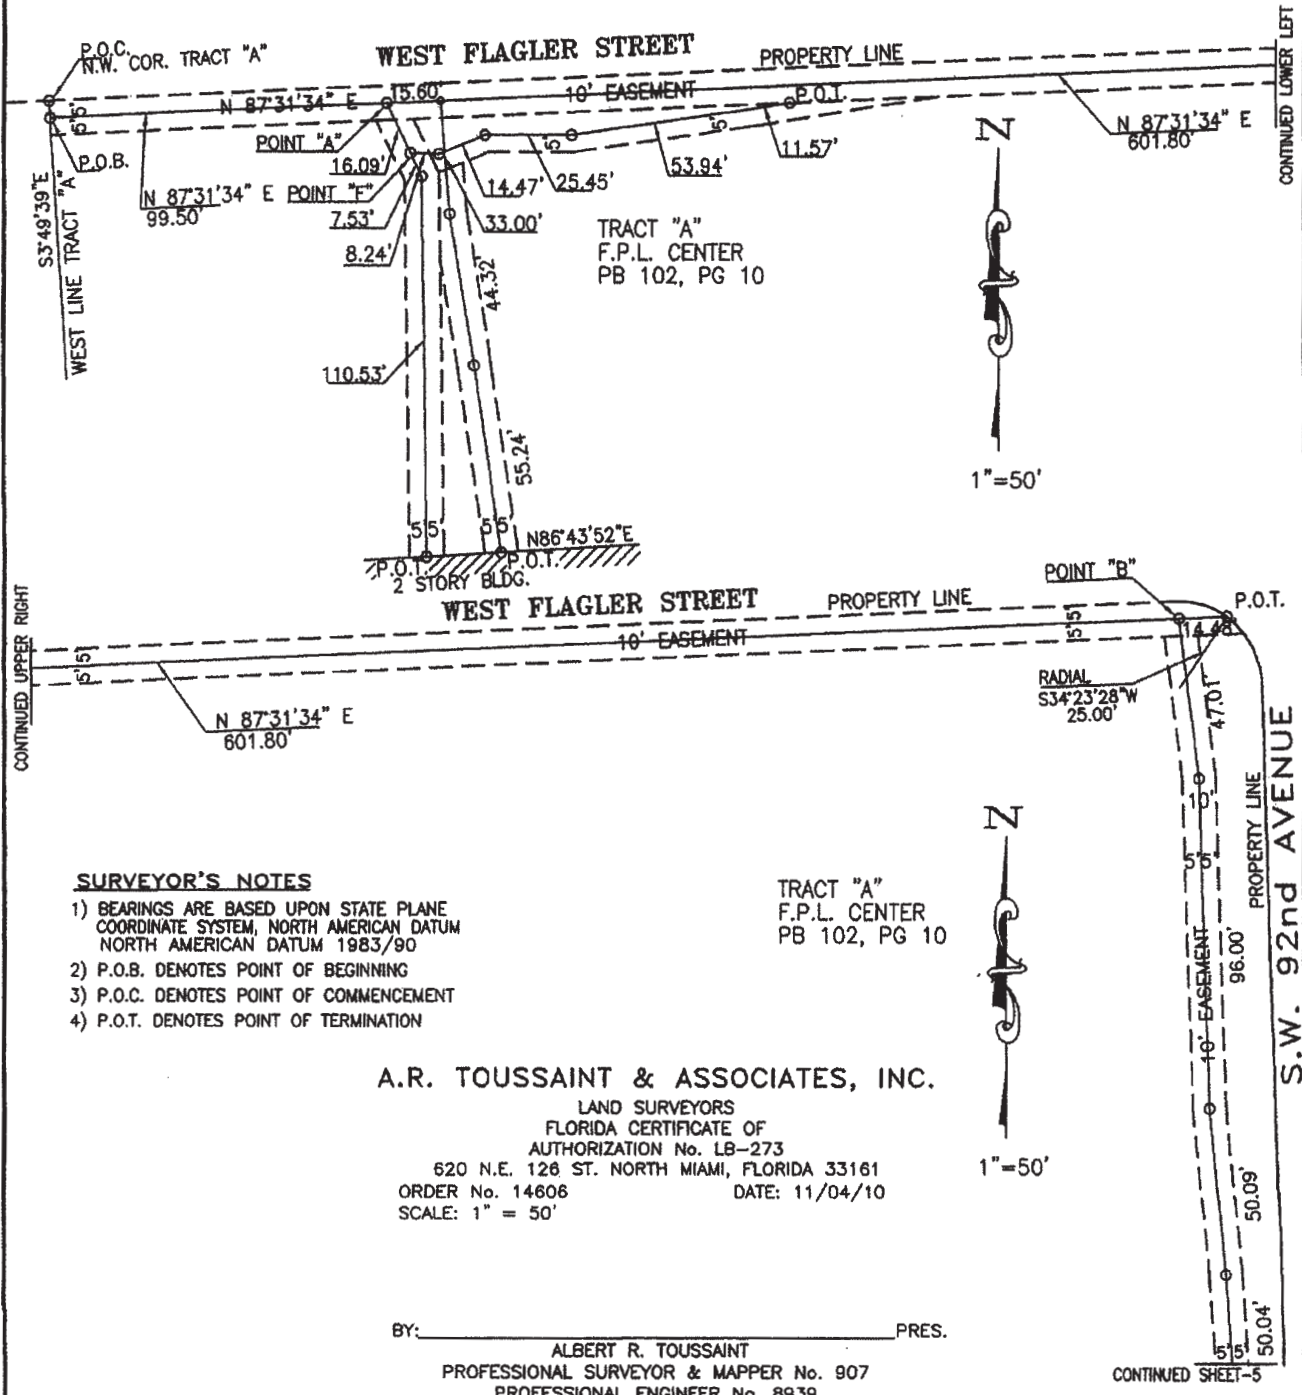 P.O.C.
N.W. COR. TRACT "A"
WEST FLAGLER STREET
PROPERTY LINE
CONTINUED LOWER LEFT
N 87°31'34" E
15.60'
10' EASEMENT
P.O.T.
5'5'
POINT "A"
P.O.B.
16.09'
5'
5'
11.57'
N 87°31'34" E
601.80'
S3°49'39"E
WEST LINE TRACT "A"
N 87°31'34" E
99.50'
POINT "F"
14.47'
25.45'
53.94'
7.53'
33.00'
8.24'
TRACT "A"
F.P.L. CENTER
PB 102, PG 10
N
44.32'
110.53'
55.24'
1"=50'
5'5'
5'5'
N86°43'52"E
P.O.T.
P.O.T.
2 STORY BLDG.
CONTINUED UPPER RIGHT
WEST FLAGLER STREET
PROPERTY LINE
POINT "B"
P.O.T.
5'5'
10' EASEMENT
5'5'
14.48'
RADIAL
S34°23'28"W
25.00'
47.01'
N 87°31'34" E
601.80'
10'
5'5'
PROPERTY LINE
S.W. 92nd AVENUE
10' EASEMENT
96.00'
SURVEYOR'S NOTES
1) BEARINGS ARE BASED UPON STATE PLANE
COORDINATE SYSTEM, NORTH AMERICAN DATUM
NORTH AMERICAN DATUM 1983/90
2) P.O.B. DENOTES POINT OF BEGINNING
3) P.O.C. DENOTES POINT OF COMMENCEMENT
4) P.O.T. DENOTES POINT OF TERMINATION
TRACT "A"
F.P.L. CENTER
PB 102, PG 10
N
1"=50'
A.R. TOUSSAINT & ASSOCIATES, INC.
LAND SURVEYORS
FLORIDA CERTIFICATE OF
AUTHORIZATION No. LB-273
620 N.E. 126 ST. NORTH MIAMI, FLORIDA 33161
ORDER No. 14606 DATE: 11/04/10
SCALE: 1" = 50'
50.09'
50.04'
5'5'
CONTINUED SHEET-5
BY: PRES.
ALBERT R. TOUSSAINT
PROFESSIONAL SURVEYOR & MAPPER No. 907
PROFESSIONAL ENGINEER No. 8939